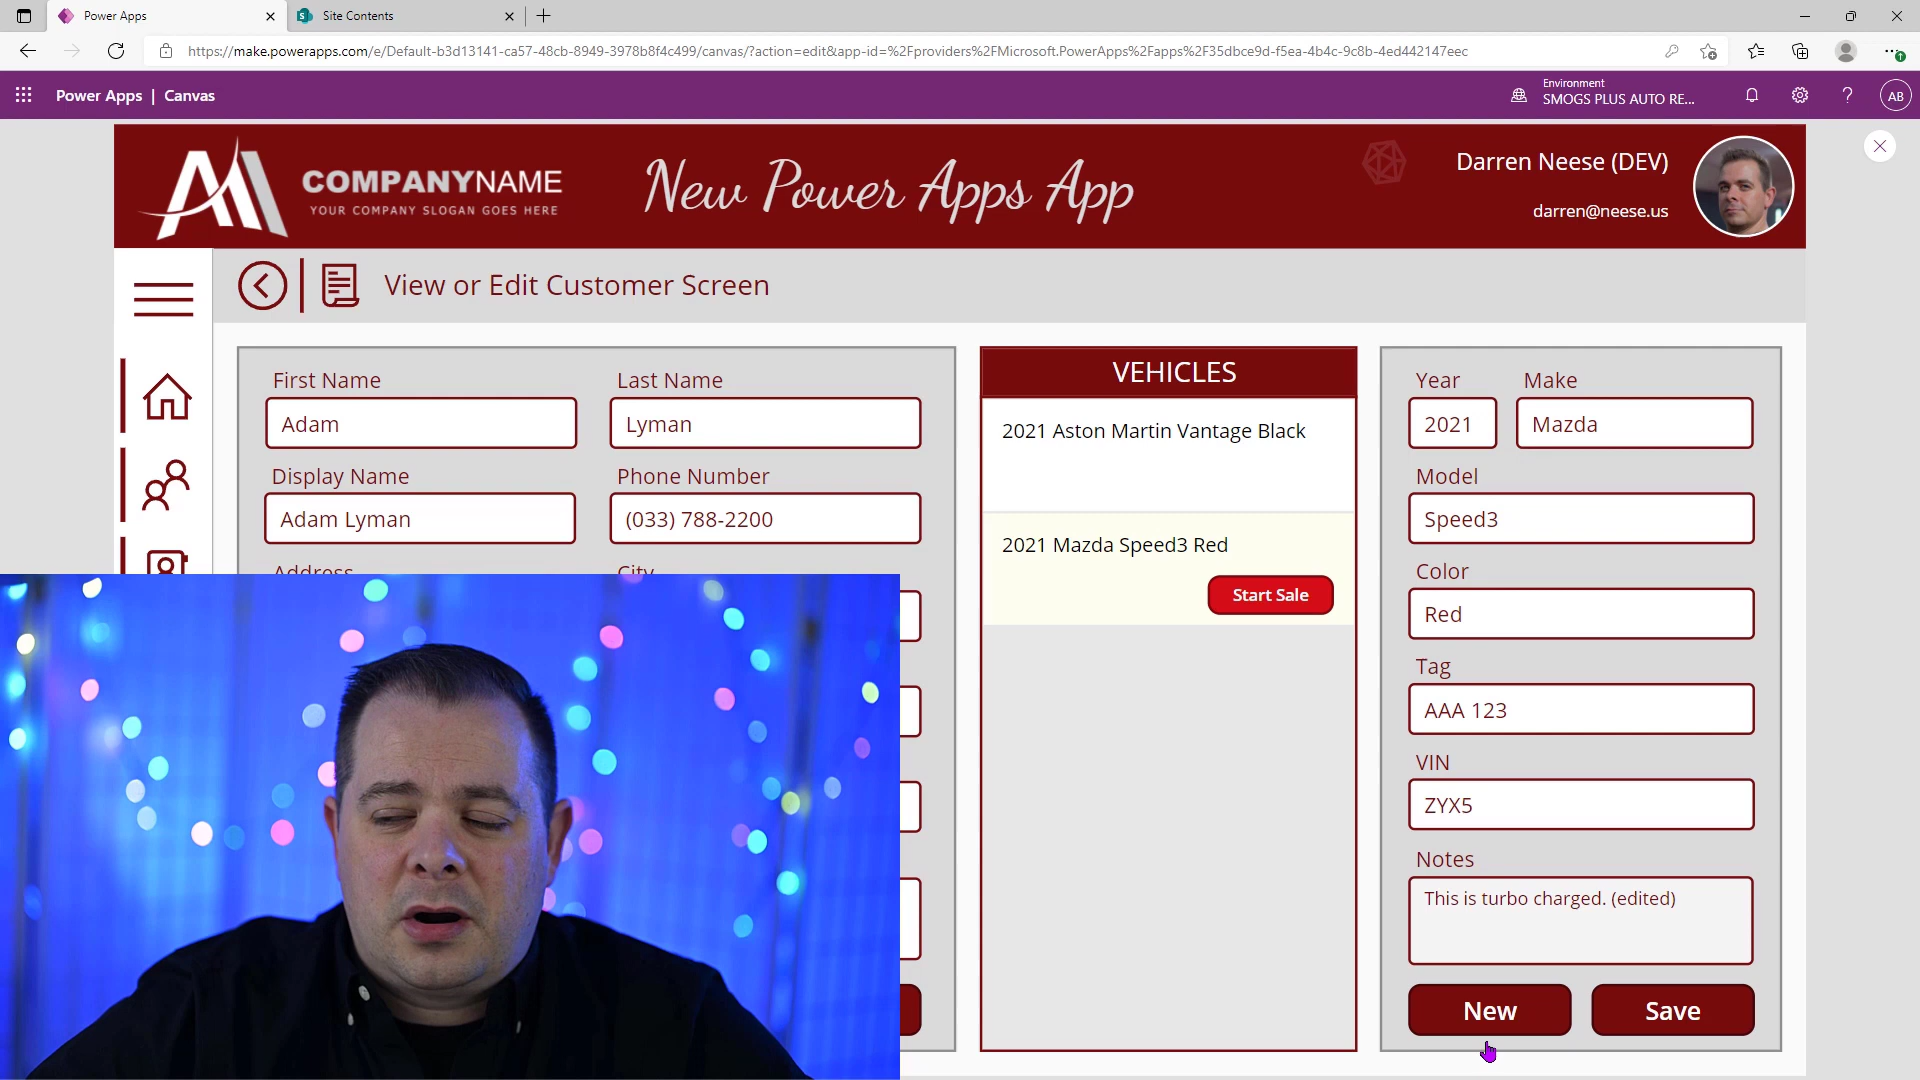 Power Apps
Site Contents
https://make.powerapps.com/e/Default-b3d13141-ca57-48cb-8949-3978b8f4c499/canvas/?action=edit&app-id=%2Fproviders%2FMicrosoft.PowerApps%2Fapps%2F35dbce9d-f5ea-4b4c-9c8b-4ed442147eec
Power Apps | Canvas
Environment
SMOGS PLUS AUTO RE...
AB
COMPANYNAME
YOUR COMPANY SLOGAN GOES HERE
New Power Apps App
Darren Neese (DEV)
darren@neese.us
View or Edit Customer Screen
First Name
Last Name
Adam
Lyman
Display Name
Phone Number
Adam Lyman
(033) 788-2200
Address
City
VEHICLES
2021 Aston Martin Vantage Black
2021 Mazda Speed3 Red
Start Sale
Year
Make
2021
Mazda
Model
Speed3
Color
Red
Tag
AAA 123
VIN
ZYX5
Notes
This is turbo charged. (edited)
New
Save